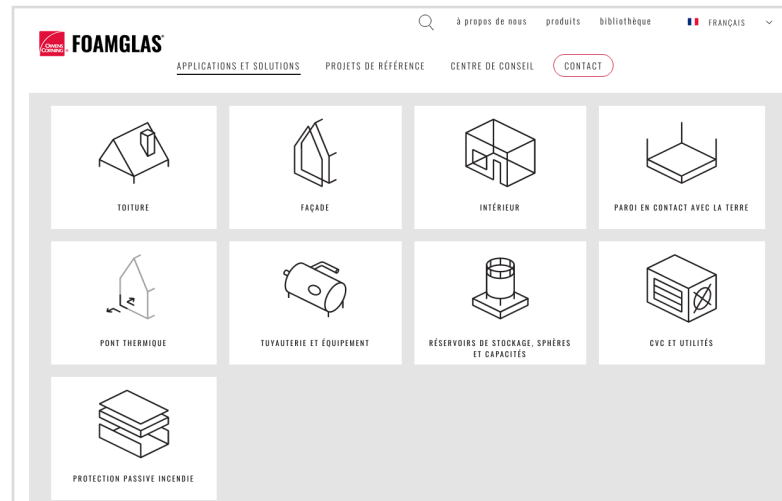 à propos de nous produits bibliothèque FRANÇAIS
OWENS CORNING FOAMGLAS®
APPLICATIONS ET SOLUTIONS PROJETS DE RÉFÉRENCE CENTRE DE CONSEIL CONTACT
TOITURE FAÇADE INTÉRIEUR PAROI EN CONTACT AVEC LA TERRE
PONT THERMIQUE TUYAUTERIE ET ÉQUIPEMENT RÉSERVOIRS DE STOCKAGE, SPHÈRES CVC ET UTILITÉS
ET CAPACITÉS
PROTECTION PASSIVE INCENDIE